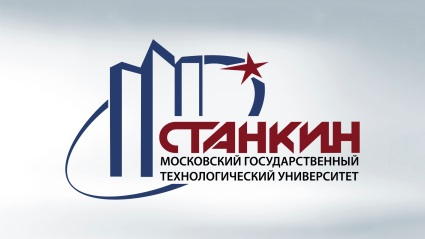 СТАНКИН
МОСКОВСКИЙ ГОСУДАРСТВЕННЫЙ
ТЕХНОЛОГИЧЕСКИЙ УНИВЕРСИТЕТ